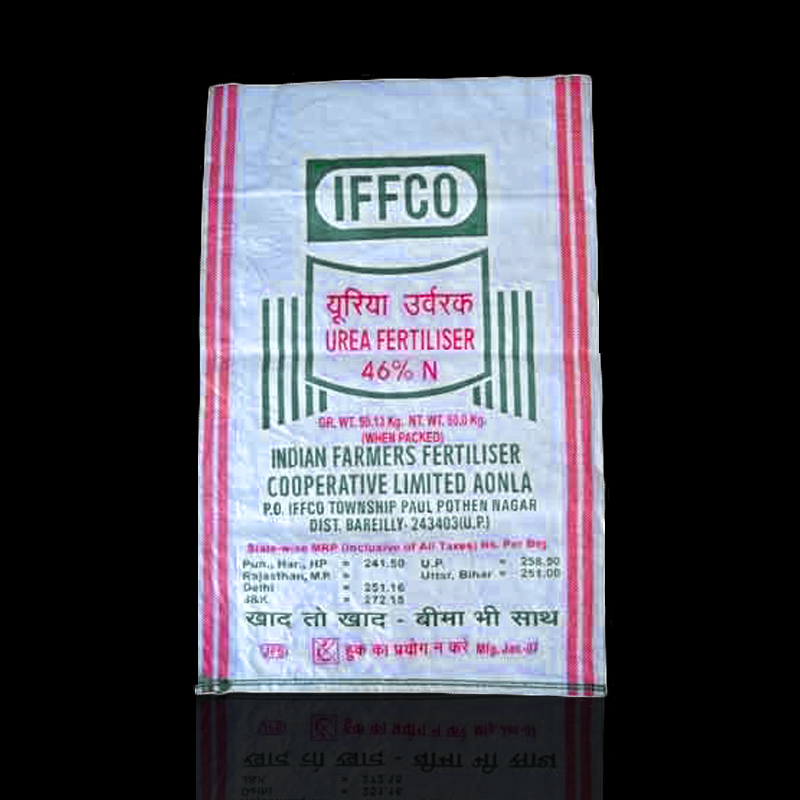 IFFCO
यूरिया उर्वरक
UREA FERTILISER
46% N
GR. WT. 50.13 Kg. NT. WT. 50.0 Kg.
(WHEN PACKED)
INDIAN FARMERS FERTILISER
COOPERATIVE LIMITED AONLA
P.O. IFFCO TOWNSHIP PAUL POTHEN NAGAR
DIST. BAREILLY- 243403(U.P.)
State-wise MRP (Inclusive of All Taxes) Rs. Per Bag
Pun., Har., HP = 241.50 U.P. = 258.50
Rajasthan, M.P. = Uttar, Bihar = 251.00
Delhi = 251.16
J&K = 272.15
खाद तो खाद - बीमा भी साथ
हुक का प्रयोग न करें Mfg. Jan.-07